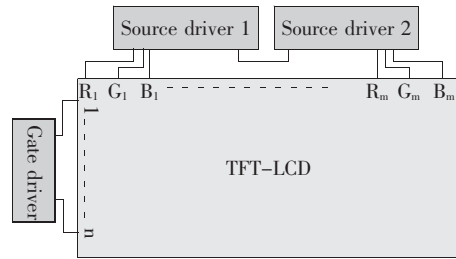 Source driver 1
Source driver 2
R₁ G₁ B₁ Rₘ Gₘ Bₘ
1
Gate driver
TFT-LCD
n